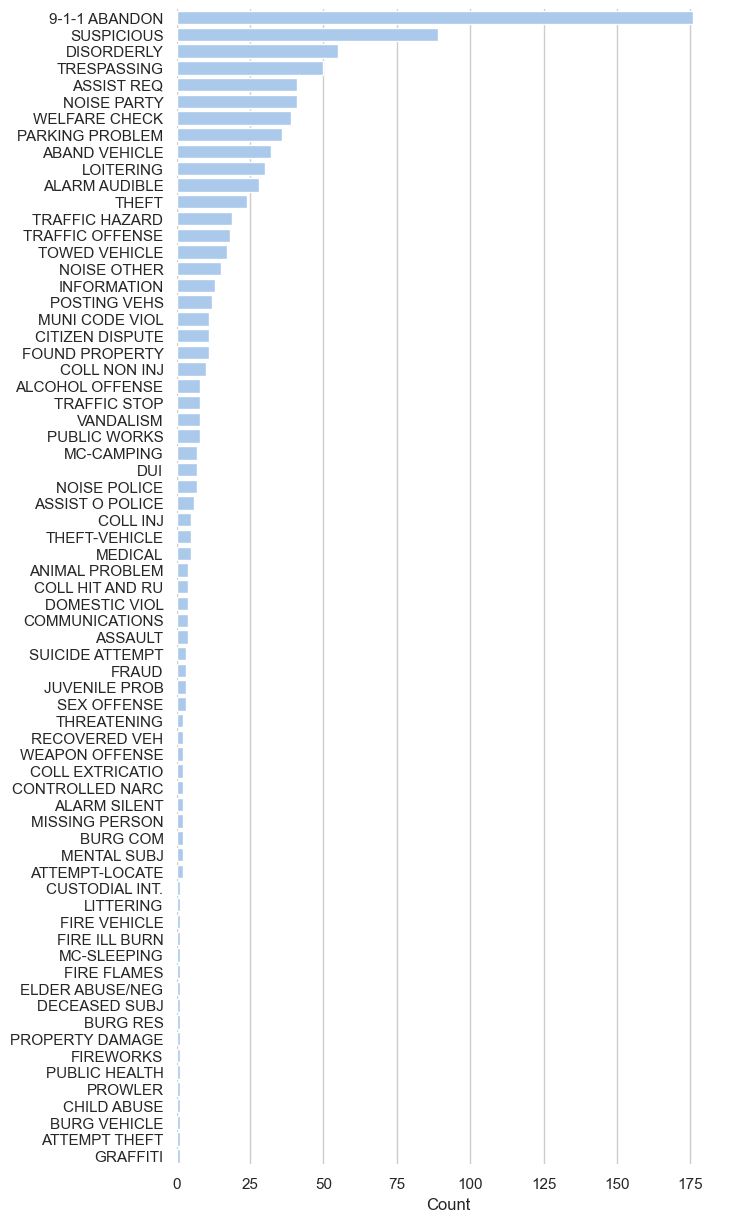 9-1-1 ABANDON
SUSPICIOUS
DISORDERLY
TRESPASSING
ASSIST REQ
NOISE PARTY
WELFARE CHECK
PARKING PROBLEM
ABAND VEHICLE
LOITERING
ALARM AUDIBLE
THEFT
TRAFFIC HAZARD
TRAFFIC OFFENSE
TOWED VEHICLE
NOISE OTHER
INFORMATION
POSTING VEHS
MUNI CODE VIOL
CITIZEN DISPUTE
FOUND PROPERTY
COLL NON INJ
ALCOHOL OFFENSE
TRAFFIC STOP
VANDALISM
PUBLIC WORKS
MC-CAMPING
DUI
NOISE POLICE
ASSIST O POLICE
COLL INJ
THEFT-VEHICLE
MEDICAL
ANIMAL PROBLEM
COLL HIT AND RU
DOMESTIC VIOL
COMMUNICATIONS
ASSAULT
SUICIDE ATTEMPT
FRAUD
JUVENILE PROB
SEX OFFENSE
THREATENING
RECOVERED VEH
WEAPON OFFENSE
COLL EXTRICATIO
CONTROLLED NARC
ALARM SILENT
MISSING PERSON
BURG COM
MENTAL SUBJ
ATTEMPT-LOCATE
CUSTODIAL INT.
LITTERING
FIRE VEHICLE
FIRE ILL BURN
MC-SLEEPING
FIRE FLAMES
ELDER ABUSE/NEG
DECEASED SUBJ
BURG RES
PROPERTY DAMAGE
FIREWORKS
PUBLIC HEALTH
PROWLER
CHILD ABUSE
BURG VEHICLE
ATTEMPT THEFT
GRAFFITI
0 25 50 75 100 125 150 175
Count